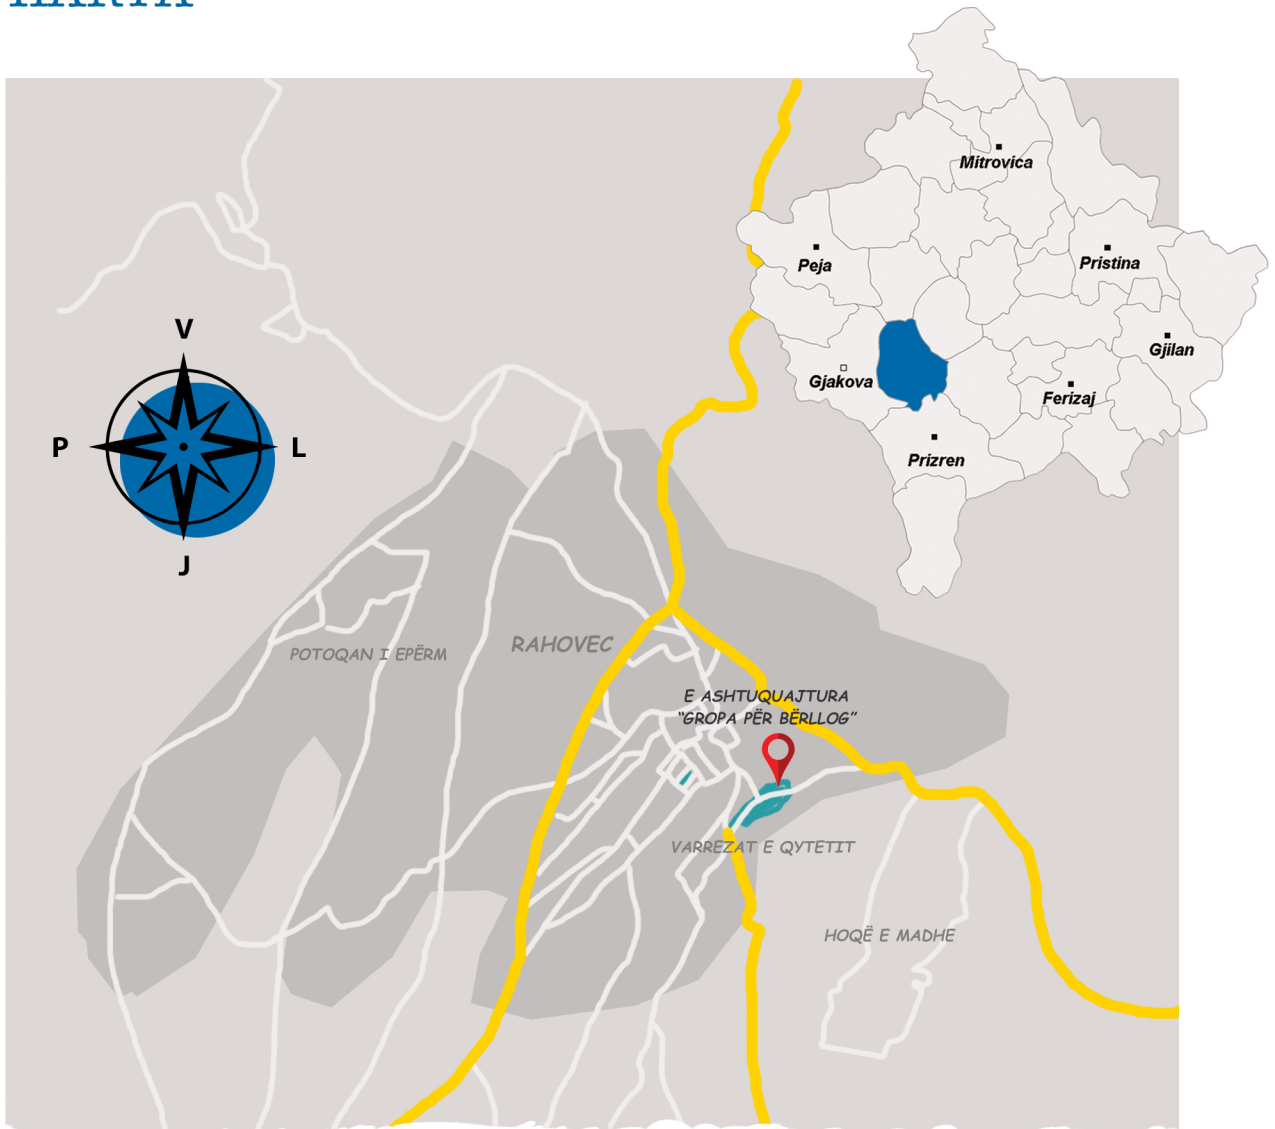 Mitrovica
Peja
Pristina
Gjilan
Gjakova
Ferizaj
Prizren
V
P
L
J
RAHOVEC
POTOQAN I EPËRM
E ASHTUQUAJTURA
“GROPA PËR BËRLLOG”
VARREZAT E QYTETIT
HOQË E MADHE